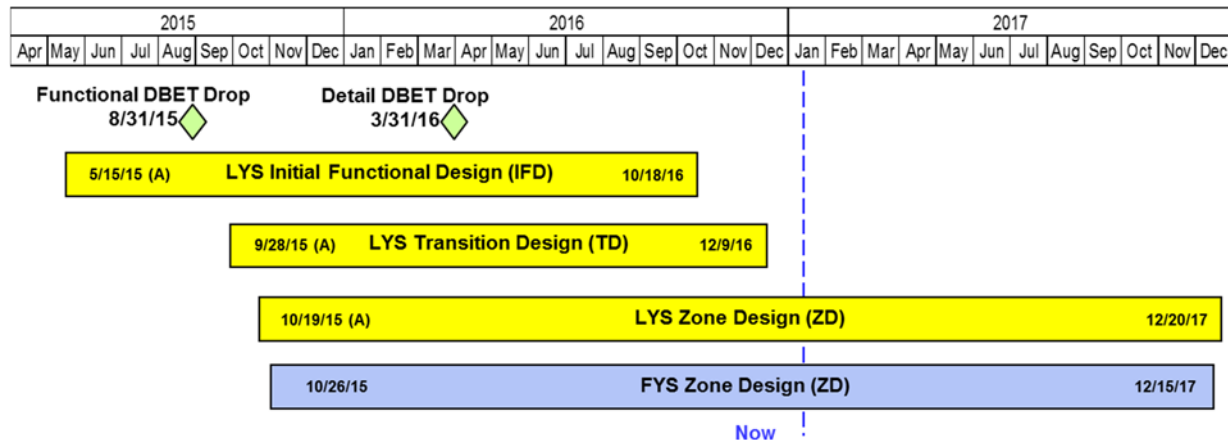 2015 2016 2017
Apr May Jun Jul Aug Sep Oct Nov Dec Jan Feb Mar Apr May Jun Jul Aug Sep Oct Nov Dec Jan Feb Mar Apr May Jun Jul Aug Sep Oct Nov Dec
Functional DBET Drop Detail DBET Drop
8/31/15 3/31/16
5/15/15 (A) LYS Initial Functional Design (IFD) 10/18/16
9/28/15 (A) LYS Transition Design (TD) 12/9/16
10/19/15 (A) LYS Zone Design (ZD) 12/20/17
10/26/15 FYS Zone Design (ZD) 12/15/17
Now